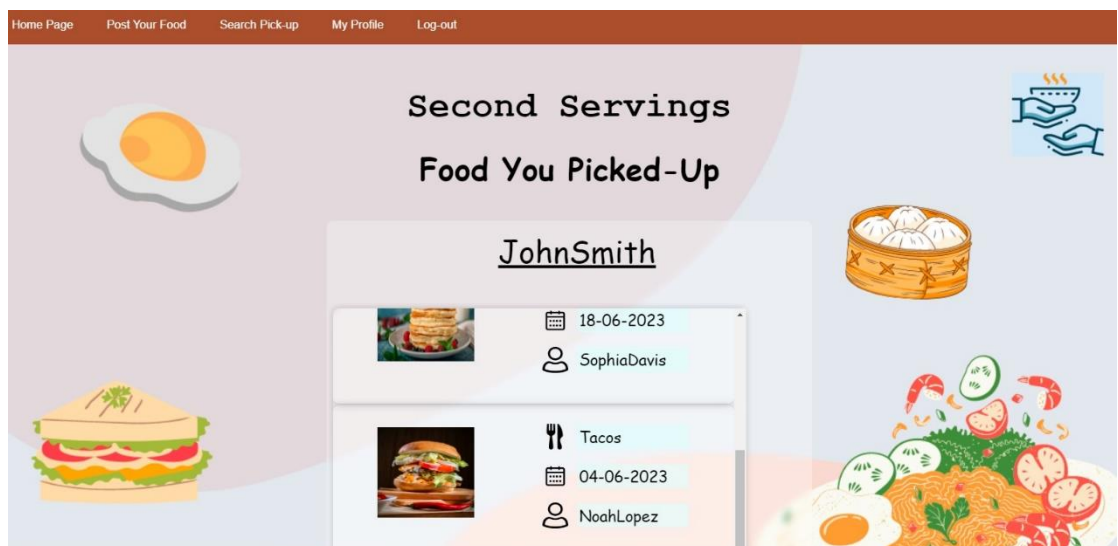 Home Page Post Your Food Search Pick-up My Profile Log-out
Second Servings
Food You Picked-Up
JohnSmith
18-06-2023
SophiaDavis
Tacos
04-06-2023
NoahLopez